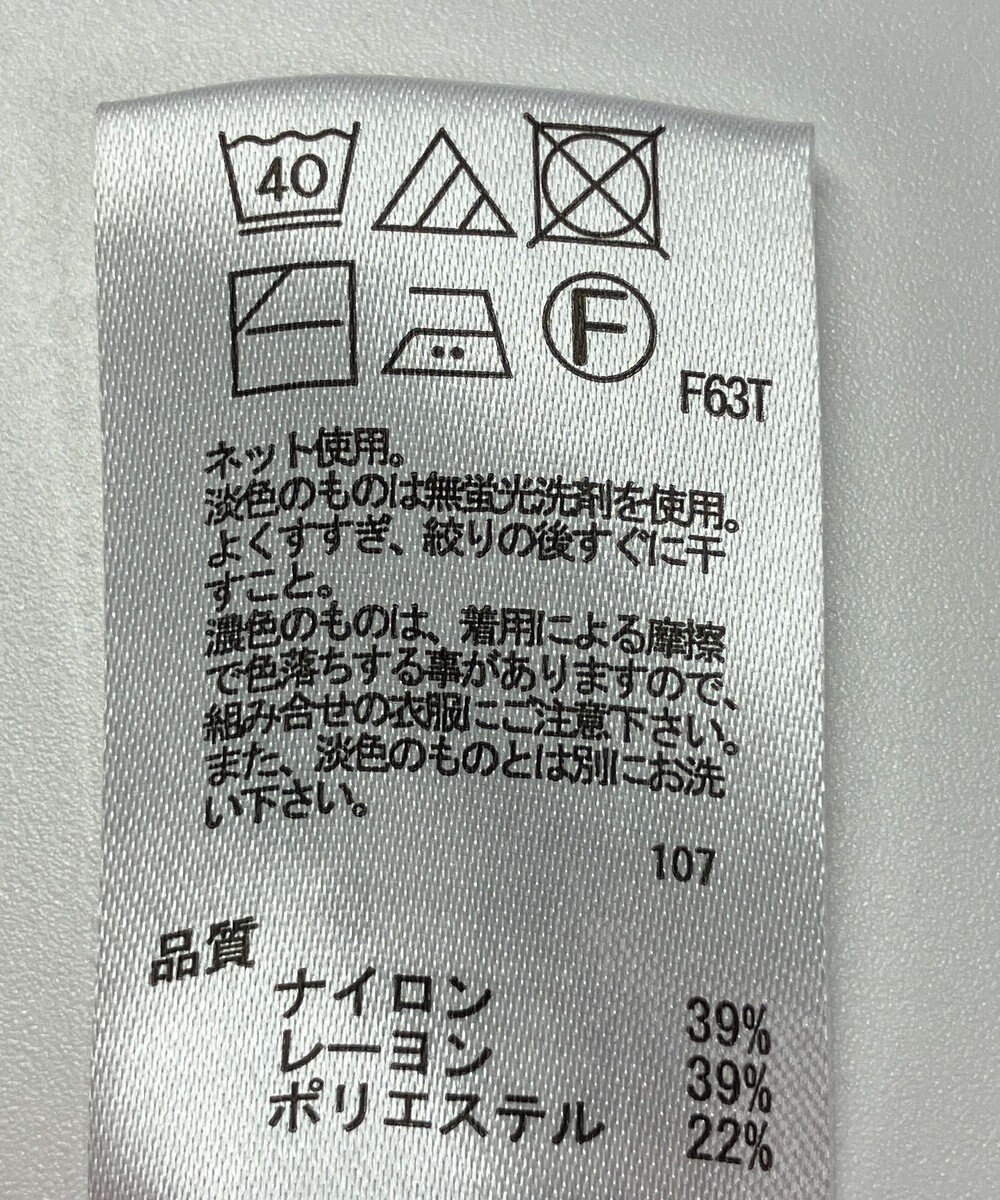 40
F
F63T
ネット使用。
淡色のものは無蛍光洗剤を使用。
よくすすぎ、絞りの後すぐに干
すこと。
濃色のものは、着用による摩擦
で色落ちする事がありますので、
組み合せの衣服にご注意下さい。
また、淡色のものとは別にお洗
い下さい。
107
品質
ナイロン 39%
レーヨン 39%
ポリエステル 22%